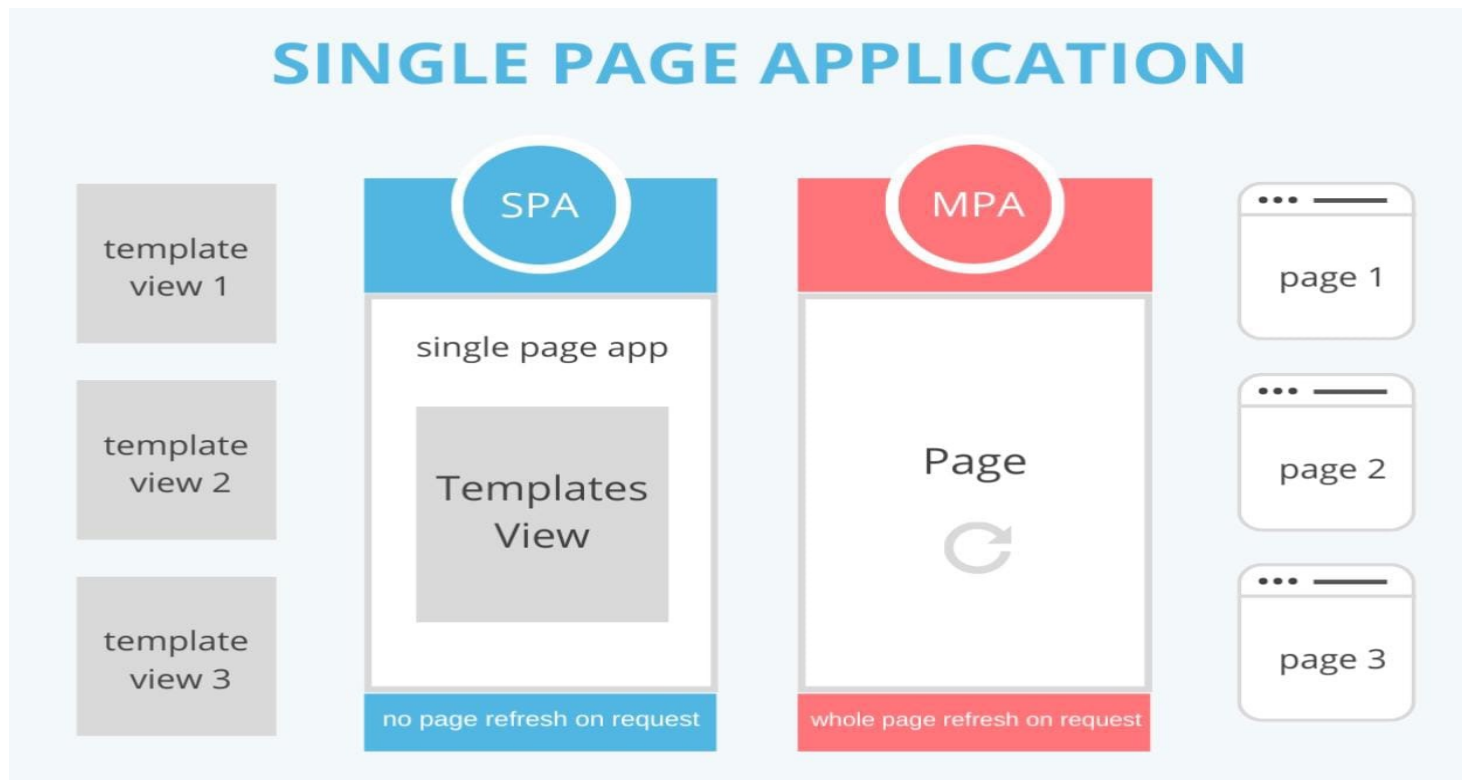 SINGLE PAGE APPLICATION
template
view 1
template
view 2
template
view 3
SPA
single page app
Templates
View
no page refresh on request
MPA
Page
whole page refresh on request
page 1
page 2
page 3